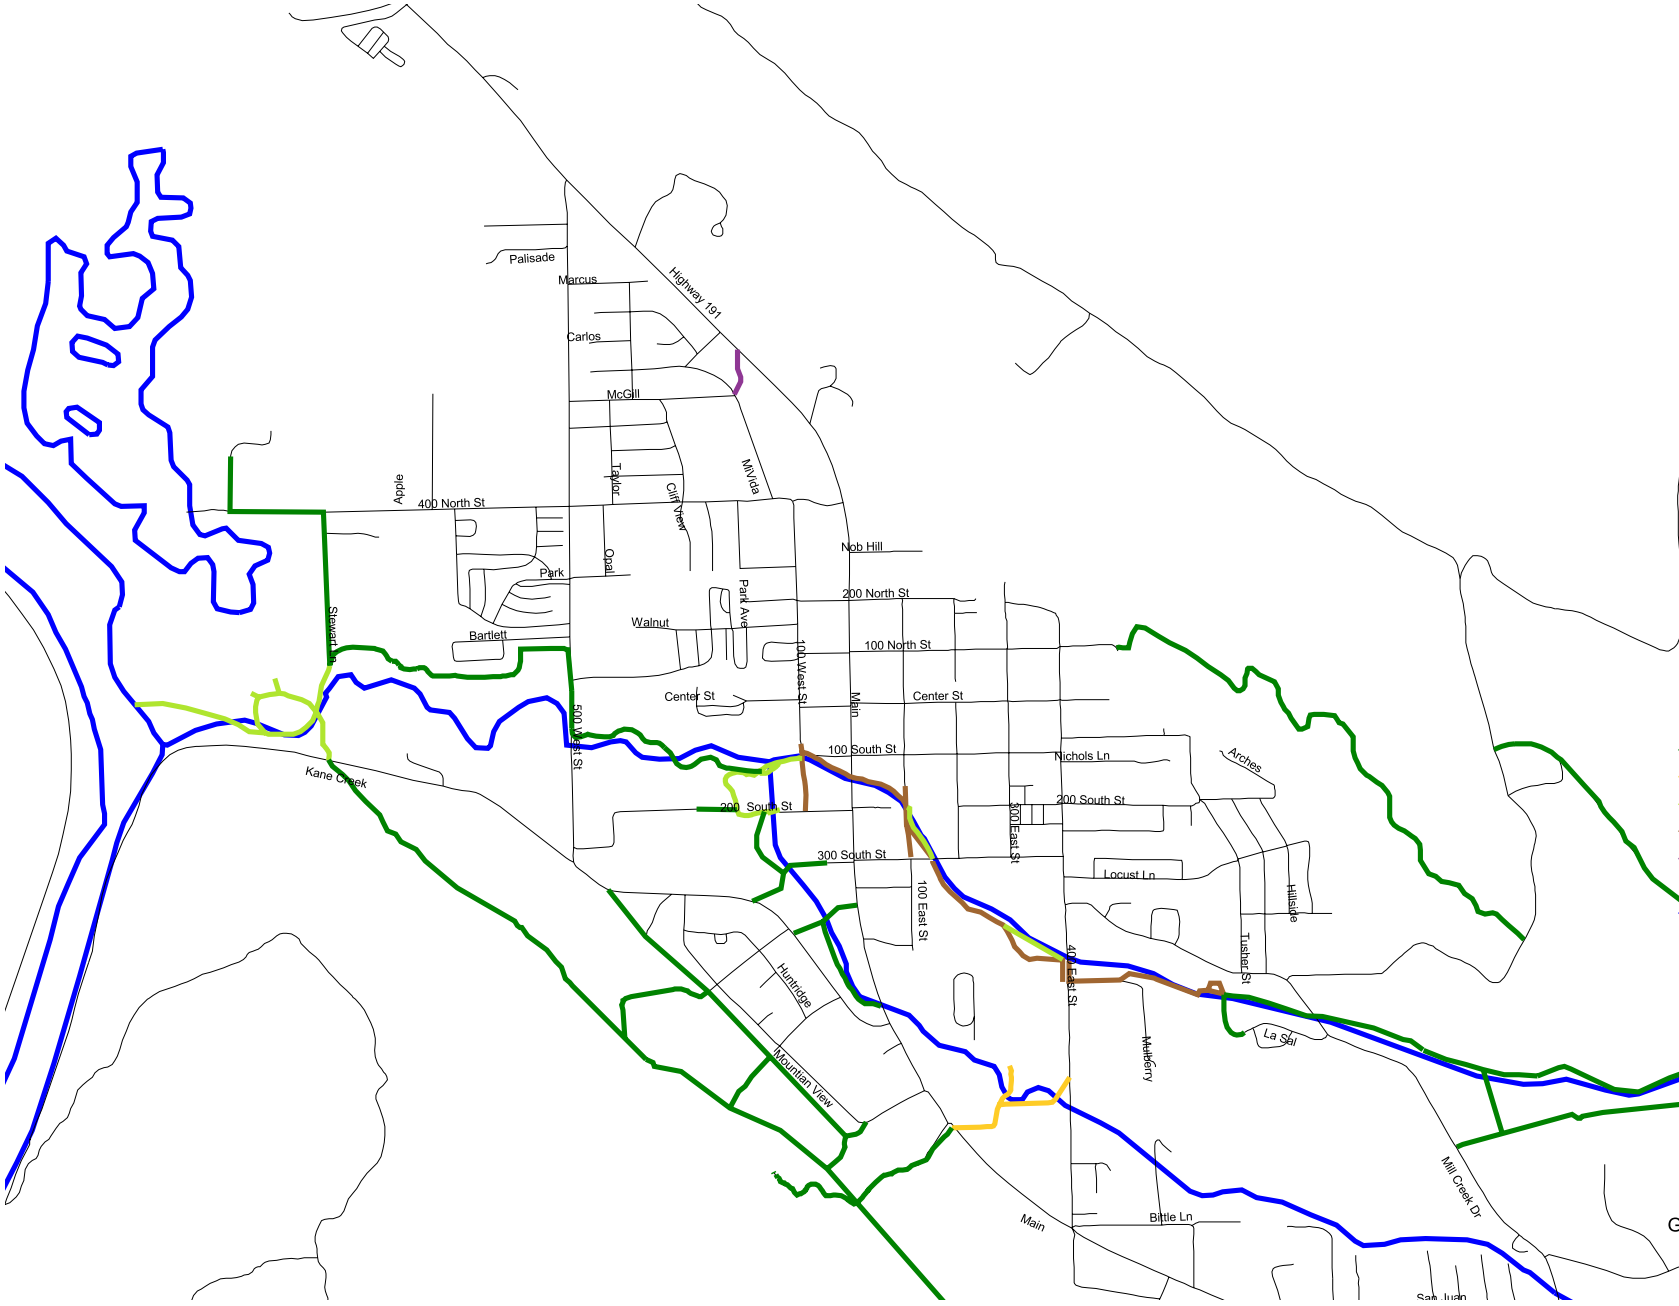 Palisade
Marcus
Highway 191
Carlos
McGill
MiVida
Taylor
Cliff View
Apple
400 North St
Nob Hill
Opal
Park
Park Ave
200 North St
Stewart Ln
Walnut
Bartlett
100 North St
100 West St
Center St
Main
Center St
500 West St
100 South St
Nichols Ln
Arches
Kane Creek
200 South St
200 South St
300 East St
300 South St
Locust Ln
100 East St
Hillside
400 East St
Tusher St
Huntridge
La Sal
Mulberry
Mountian View
Mill Creek Dr
Main
Bittle Ln
G
San Juan